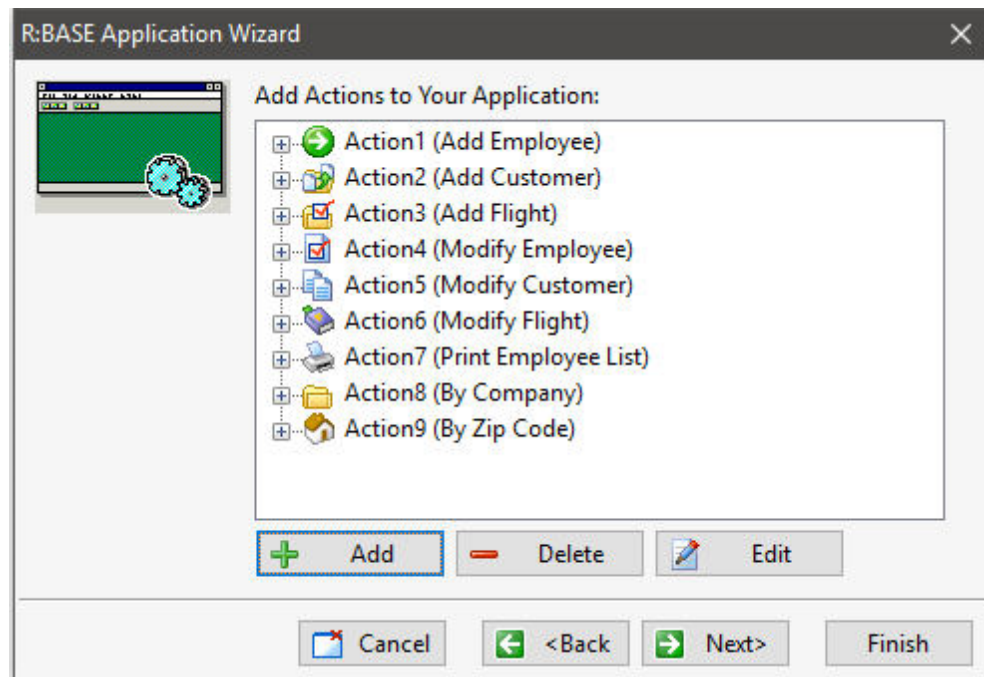 R:BASE Application Wizard
Add Actions to Your Application:
Action1 (Add Employee)
Action2 (Add Customer)
Action3 (Add Flight)
Action4 (Modify Employee)
Action5 (Modify Customer)
Action6 (Modify Flight)
Action7 (Print Employee List)
Action8 (By Company)
Action9 (By Zip Code)
Add Delete Edit
Cancel <Back Next> Finish